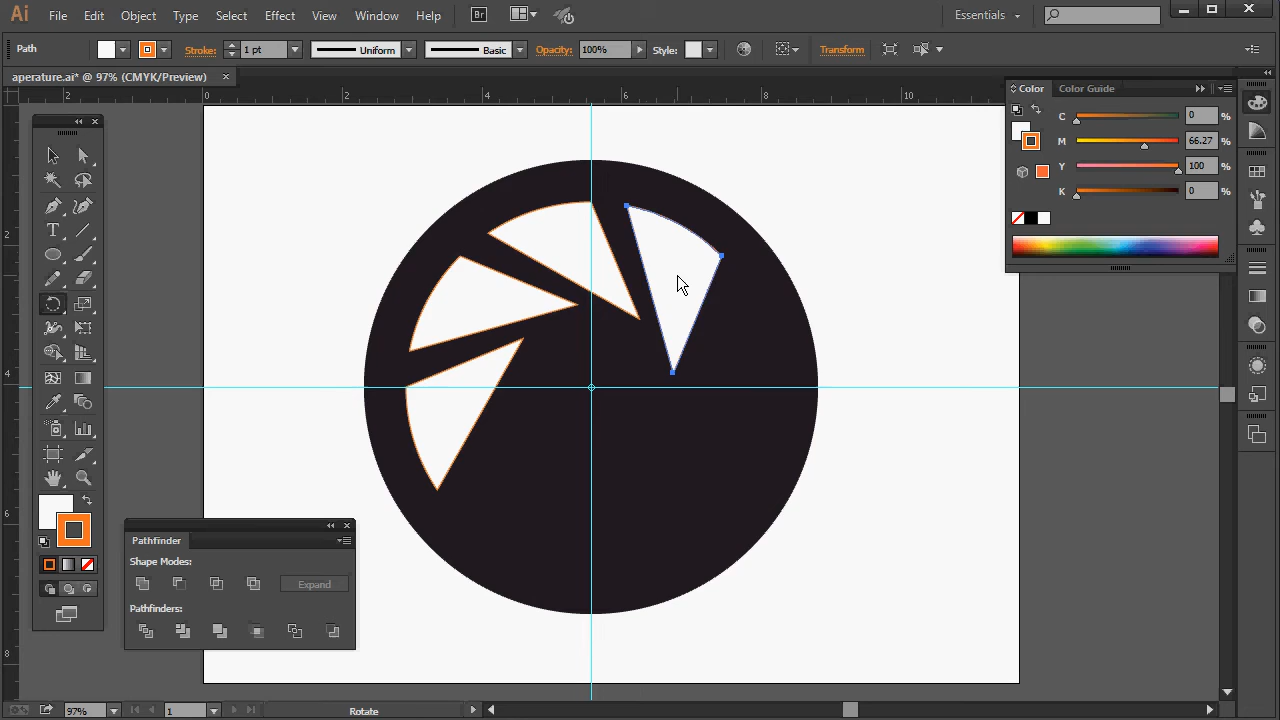 Ai File Edit Object Type Select Effect View Window Help Br Essentials
Path Stroke: 1 pt Uniform Basic Opacity: 100% Style: Transform
aperature.ai* @ 97% (CMYK/Preview) ×
2 0 2 4 6 8 10
Color Color Guide
C 0 %
M 66.27 %
Y 100 %
K 0 %
2
4
6
8
Pathfinder
Shape Modes:
Expand
Pathfinders:
97% 1 Rotate